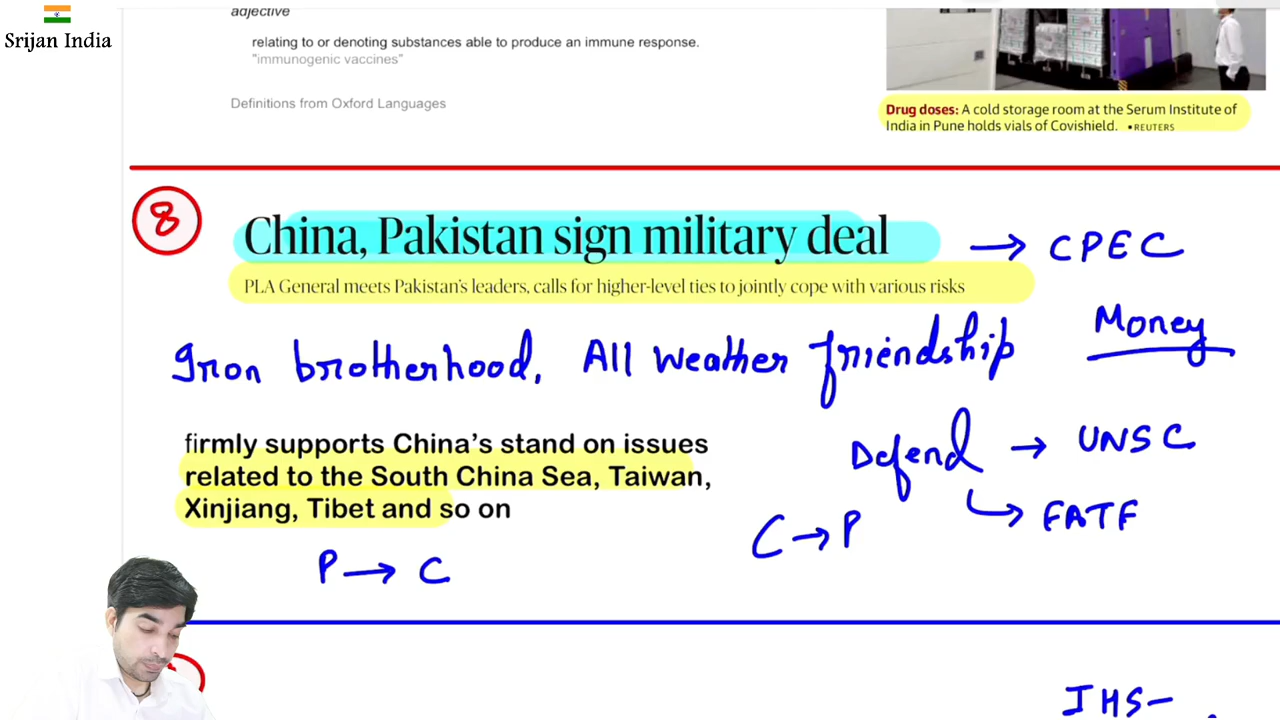 Srijan India
adjective
relating to or denoting substances able to produce an immune response.
"immunogenic vaccines"
Definitions from Oxford Languages
Drug doses: A cold storage room at the Serum Institute of
India in Pune holds vials of Covishield. •REUTERS
8
China, Pakistan sign military deal
→ CPEC
PLA General meets Pakistan's leaders, calls for higher-level ties to jointly cope with various risks
Money
Iron brotherhood, All weather friendship
firmly supports China's stand on issues
related to the South China Sea, Taiwan,
Xinjiang, Tibet and so on
Defend → UNSC
→ FATF
C → P
P → C
IHS-